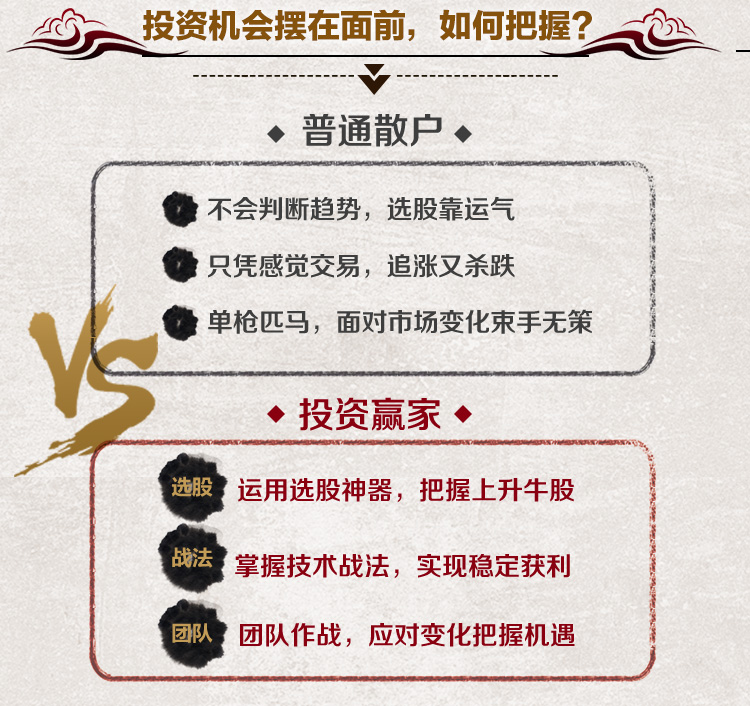 投资机会摆在面前，如何把握？
普通散户
不会判断趋势，选股靠运气
只凭感觉交易，追涨又杀跌
单枪匹马，面对市场变化束手无策
VS
投资赢家
选股 运用选股神器，把握上升牛股
战法 掌握技术战法，实现稳定获利
团队 团队作战，应对变化把握机遇